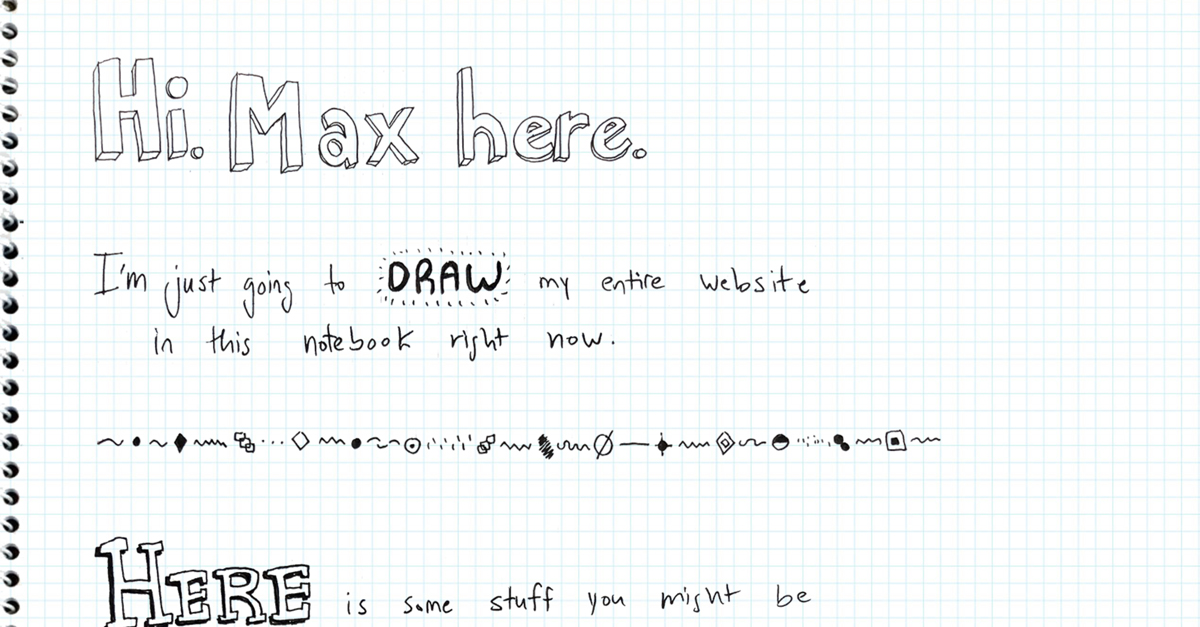 Hi. Max here.
I'm just going to DRAW my entire website
in this notebook right now.
HERE is some stuff you might be